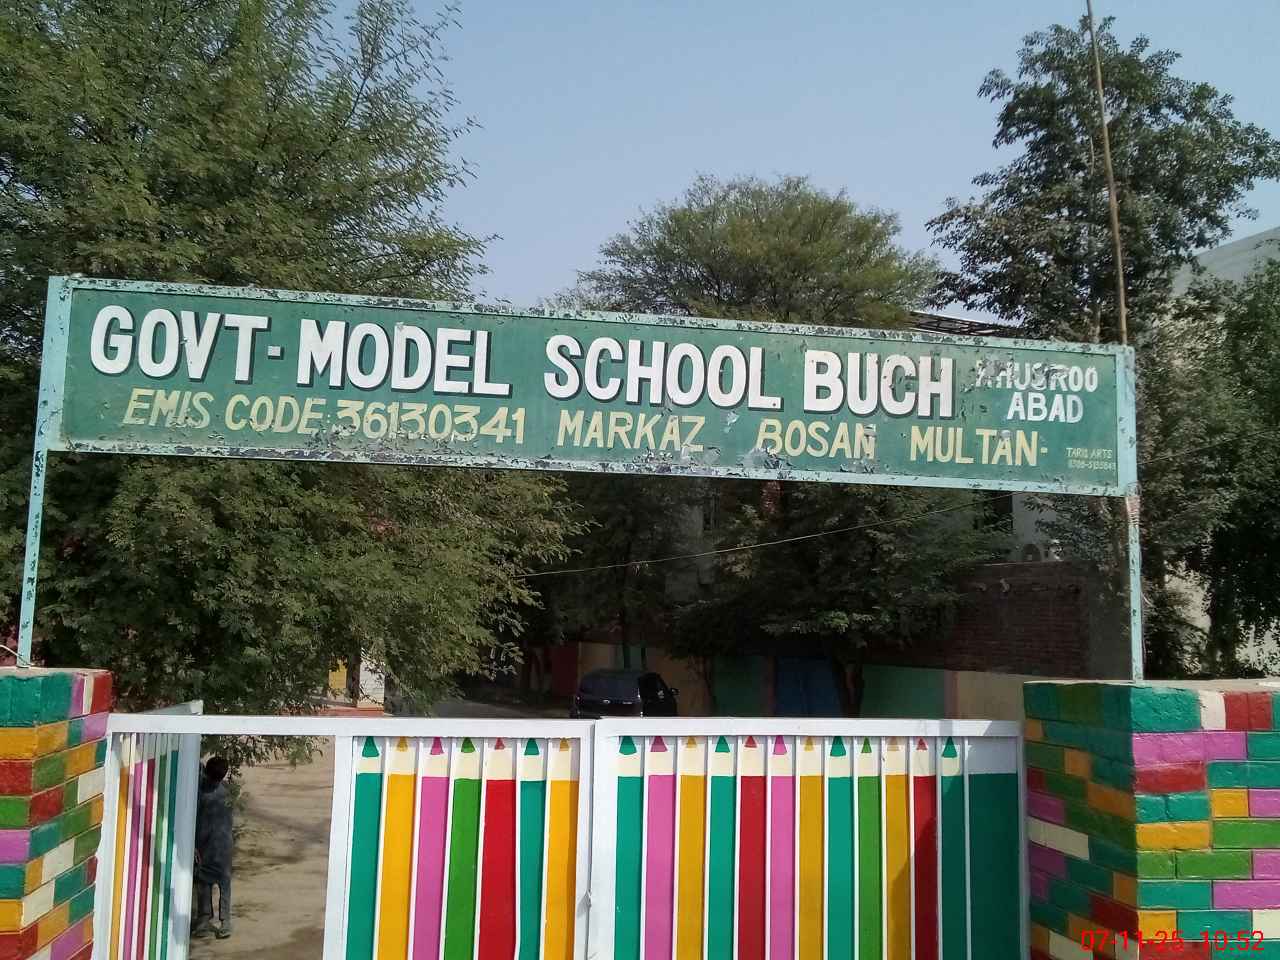 GOVT-MODEL SCHOOL BUCH KHUSROO ABAD
EMIS CODE 36130341 MARKAZ BOSAN MULTAN-
TARIQ ARTS
07-11-25 10:52